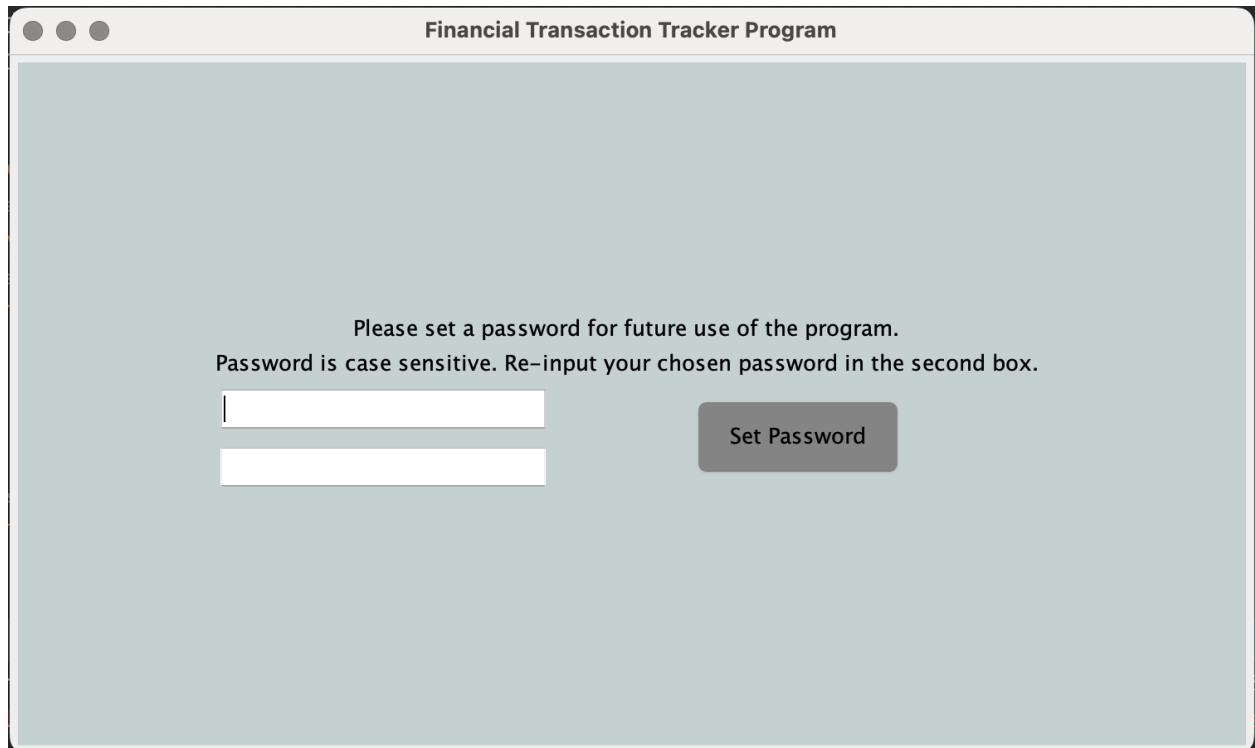 Financial Transaction Tracker Program
Please set a password for future use of the program.
Password is case sensitive. Re-input your chosen password in the second box.
Set Password